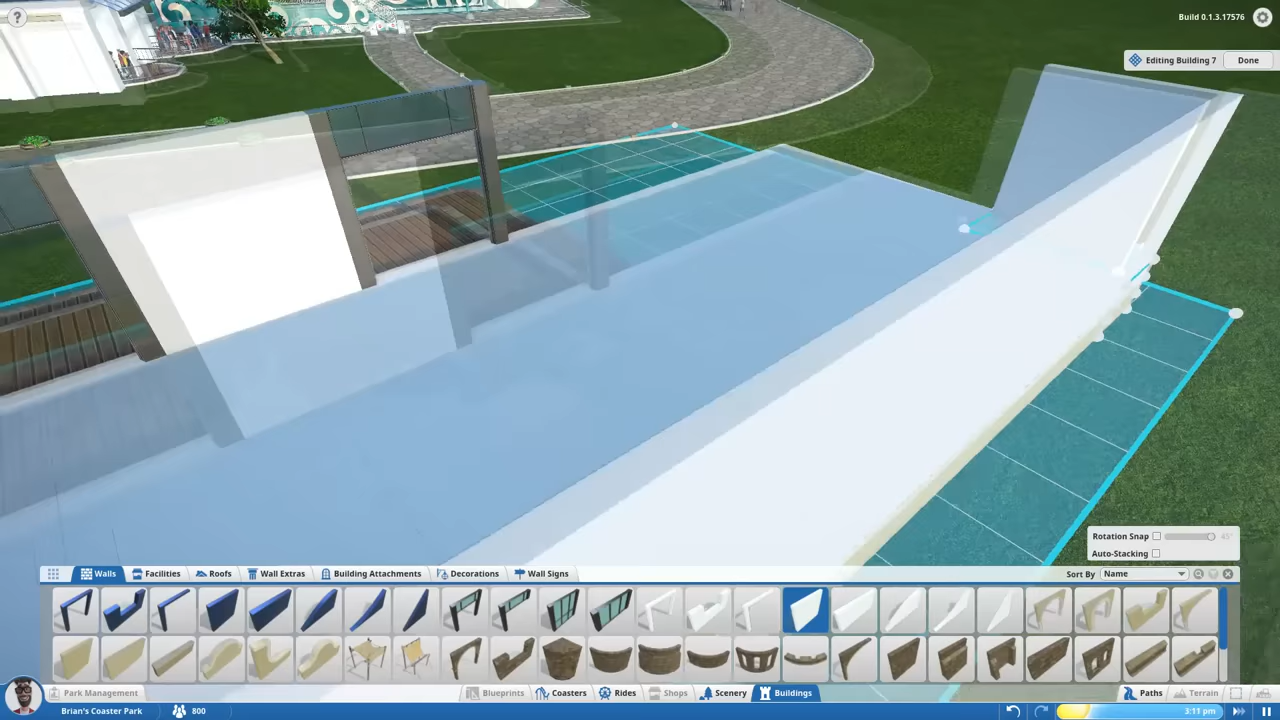 ?
Build 0.1.3.17576
Editing Building 7 Done
Rotation Snap 45°
Auto-Stacking
Walls Facilities Roofs Wall Extras Building Attachments Decorations Wall Signs Sort By Name
Park Management Blueprints Coasters Rides Shops Scenery Buildings Paths Terrain
Brian's Coaster Park 800 3:11 pm